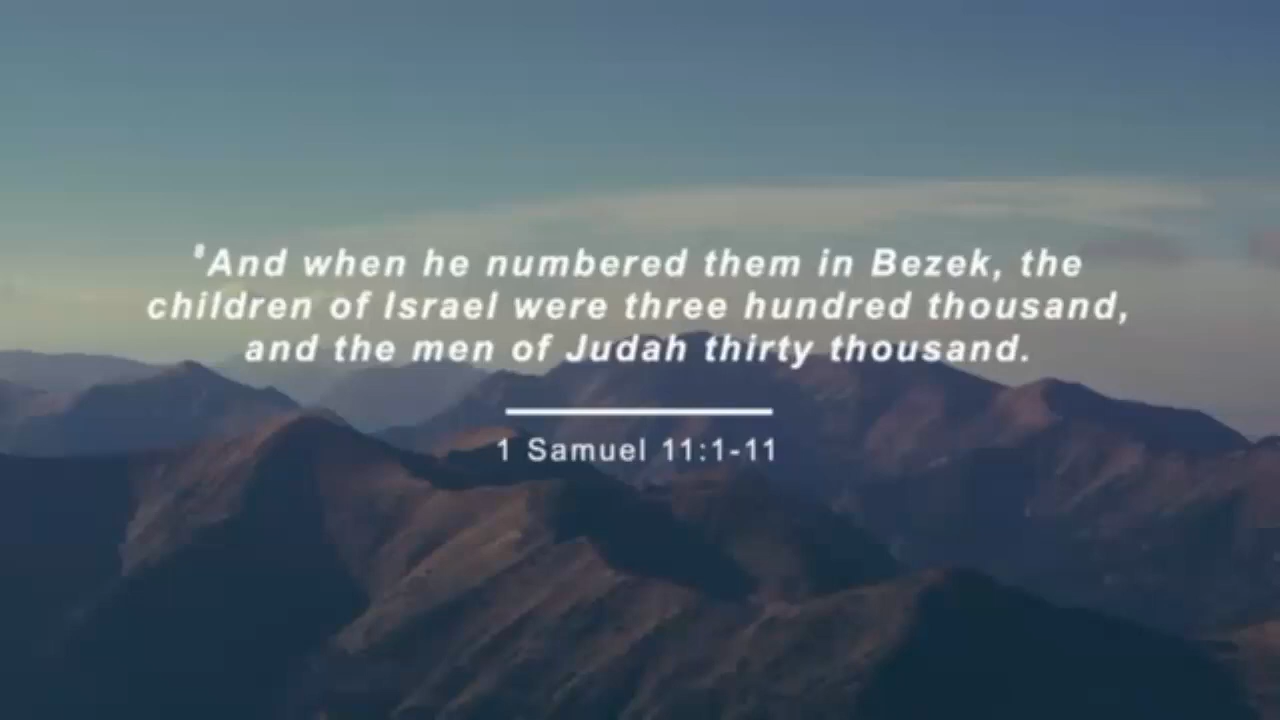 ⁸And when he numbered them in Bezek, the
children of Israel were three hundred thousand,
and the men of Judah thirty thousand.
1 Samuel 11:1-11